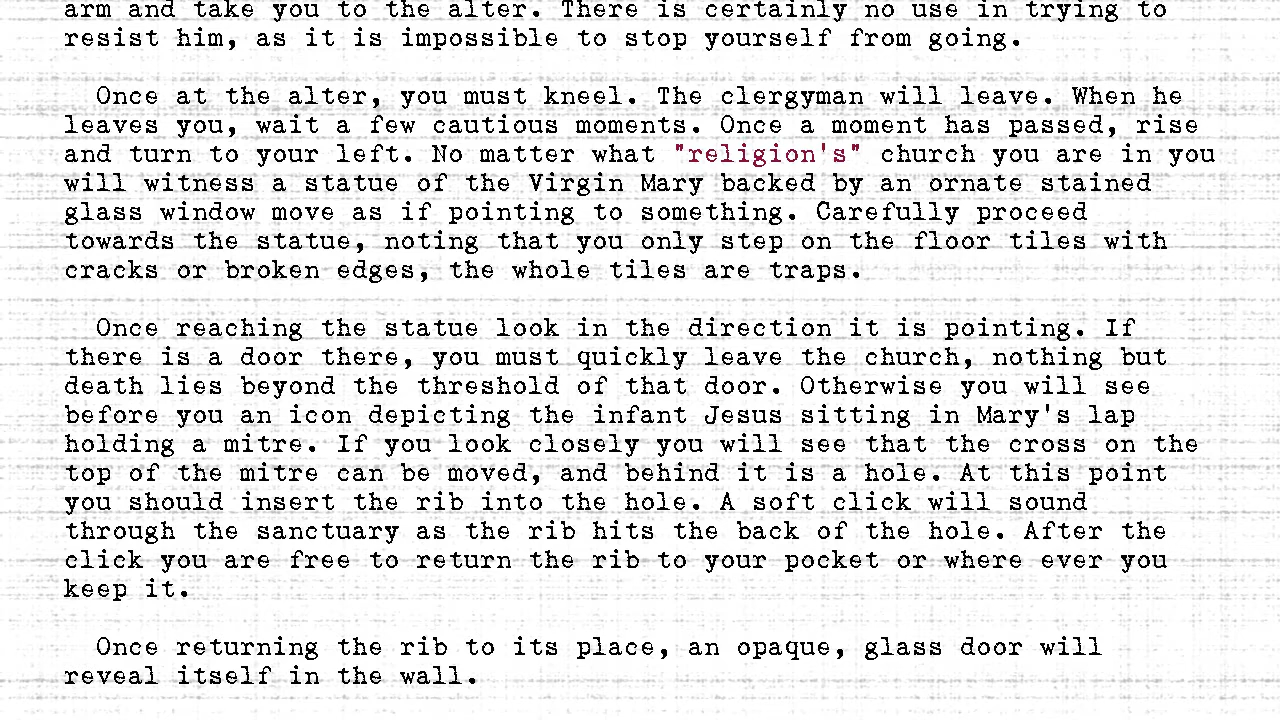 arm and take you to the alter. There is certainly no use in trying to
resist him, as it is impossible to stop yourself from going.
Once at the alter, you must kneel. The clergyman will leave. When he
leaves you, wait a few cautious moments. Once a moment has passed, rise
and turn to your left. No matter what "religion's" church you are in you
will witness a statue of the Virgin Mary backed by an ornate stained
glass window move as if pointing to something. Carefully proceed
towards the statue, noting that you only step on the floor tiles with
cracks or broken edges, the whole tiles are traps.
Once reaching the statue look in the direction it is pointing. If
there is a door there, you must quickly leave the church, nothing but
death lies beyond the threshold of that door. Otherwise you will see
before you an icon depicting the infant Jesus sitting in Mary's lap
holding a mitre. If you look closely you will see that the cross on the
top of the mitre can be moved, and behind it is a hole. At this point
you should insert the rib into the hole. A soft click will sound
through the sanctuary as the rib hits the back of the hole. After the
click you are free to return the rib to your pocket or where ever you
keep it.
Once returning the rib to its place, an opaque, glass door will
reveal itself in the wall.